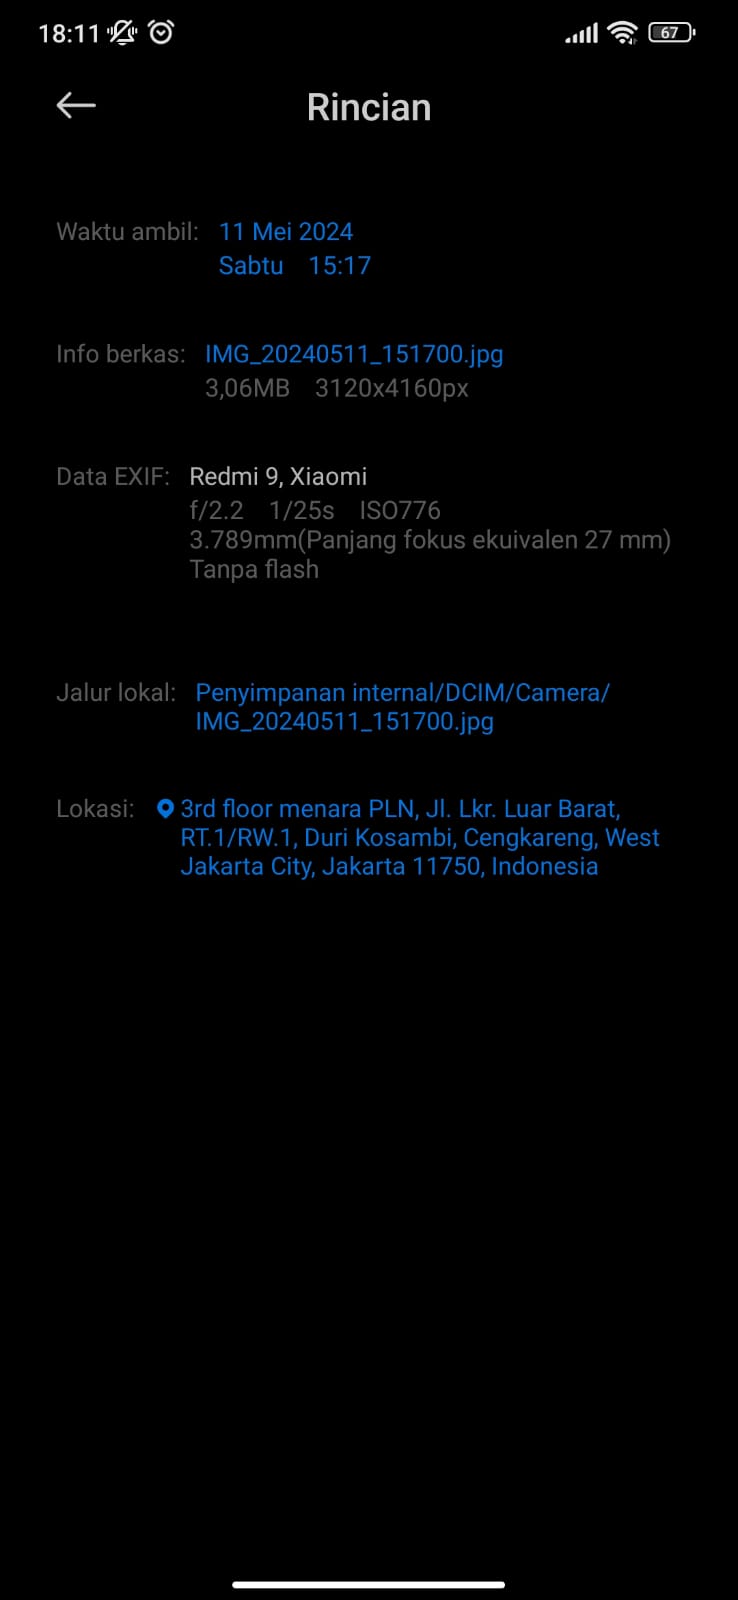 18:11
67
Rincian
Waktu ambil: 11 Mei 2024
Sabtu 15:17
Info berkas: IMG_20240511_151700.jpg
3,06MB 3120x4160px
Data EXIF: Redmi 9, Xiaomi
f/2.2 1/25s ISO776
3.789mm(Panjang fokus ekuivalen 27 mm)
Tanpa flash
Jalur lokal: Penyimpanan internal/DCIM/Camera/
IMG_20240511_151700.jpg
Lokasi: 3rd floor menara PLN, Jl. Lkr. Luar Barat,
RT.1/RW.1, Duri Kosambi, Cengkareng, West
Jakarta City, Jakarta 11750, Indonesia